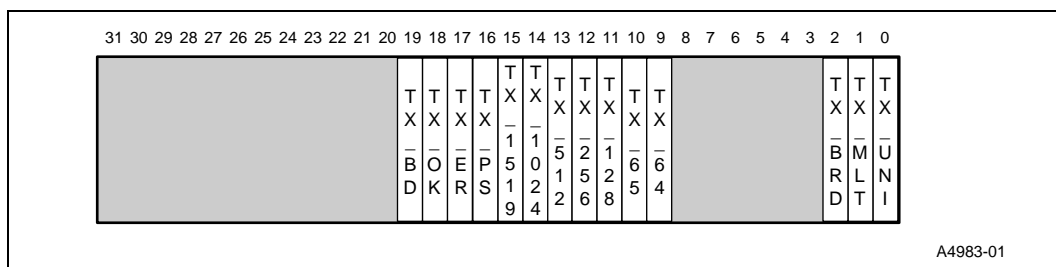 31 30 29 28 27 26 25 24 23 22 21 20 19 18 17 16 15 14 13 12 11 10 9 8 7 6 5 4 3 2 1 0
TX_BD
TX_OK
TX_ER
TX_PS
TX_1519
TX_1024
TX_512
TX_256
TX_128
TX_65
TX_64
TX_BRD
TX_MLT
TX_UNI
A4983-01